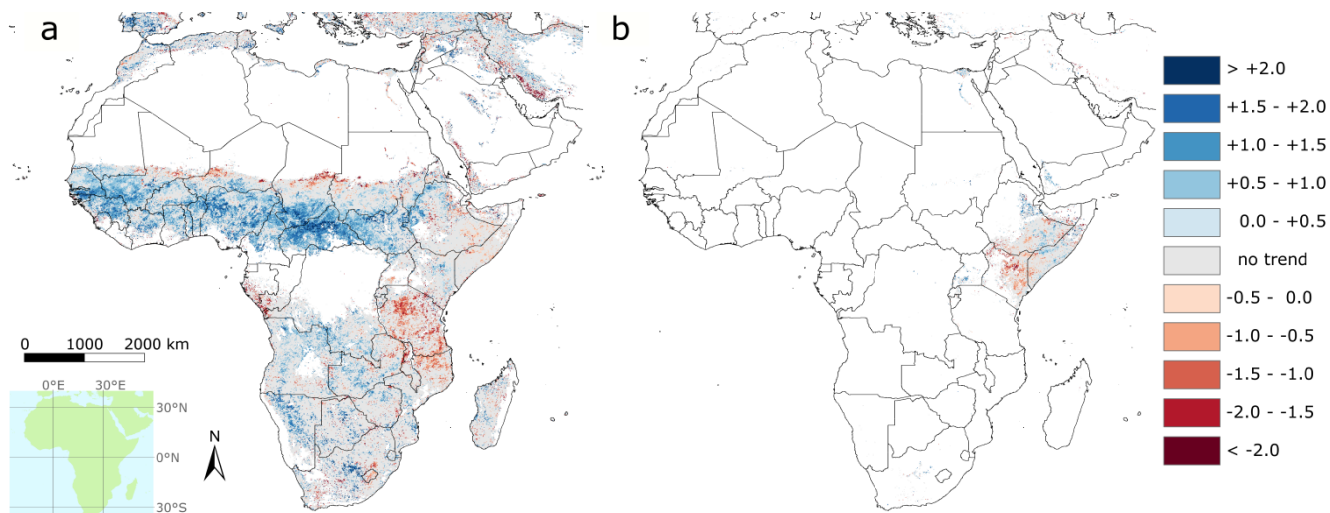 a
b
> +2.0
+1.5 - +2.0
+1.0 - +1.5
+0.5 - +1.0
0.0 - +0.5
no trend
-0.5 - 0.0
-1.0 - -0.5
-1.5 - -1.0
-2.0 - -1.5
< -2.0
0 1000 2000 km
0°E 30°E
30°N
0°N
30°S
N